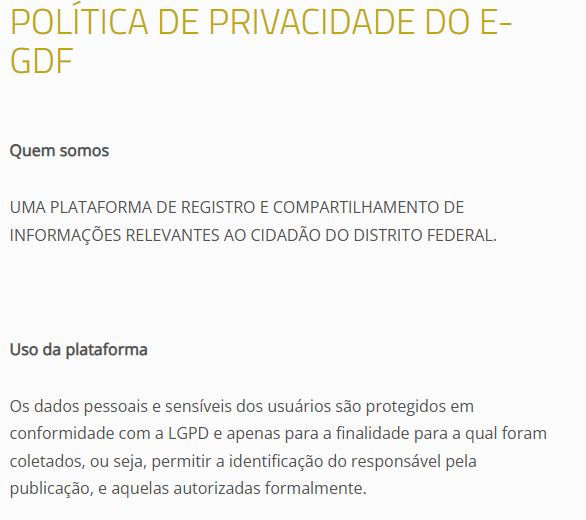 POLÍTICA DE PRIVACIDADE DO E-
GDF
Quem somos
UMA PLATAFORMA DE REGISTRO E COMPARTILHAMENTO DE
INFORMAÇÕES RELEVANTES AO CIDADÃO DO DISTRITO FEDERAL.
Uso da plataforma
Os dados pessoais e sensíveis dos usuários são protegidos em
conformidade com a LGPD e apenas para a finalidade para a qual foram
coletados, ou seja, permitir a identificação do responsável pela
publicação, e aquelas autorizadas formalmente.